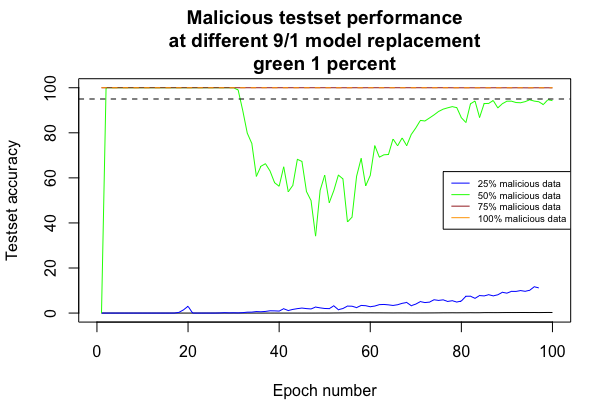 Malicious testset performance
at different 9/1 model replacement
green 1 percent
Testset accuracy
100
80
60
40
20
0
25% malicious data
50% malicious data
75% malicious data
100% malicious data
0 20 40 60 80 100
Epoch number